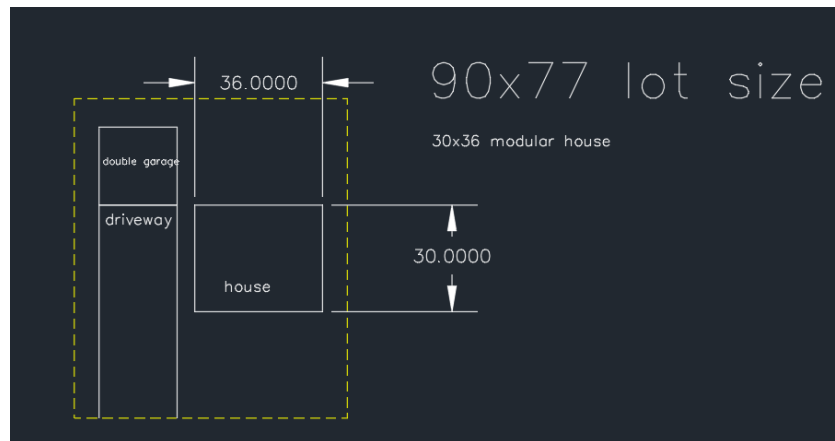 36.0000
90x77 lot size
30x36 modular house
double garage
driveway
30.0000
house